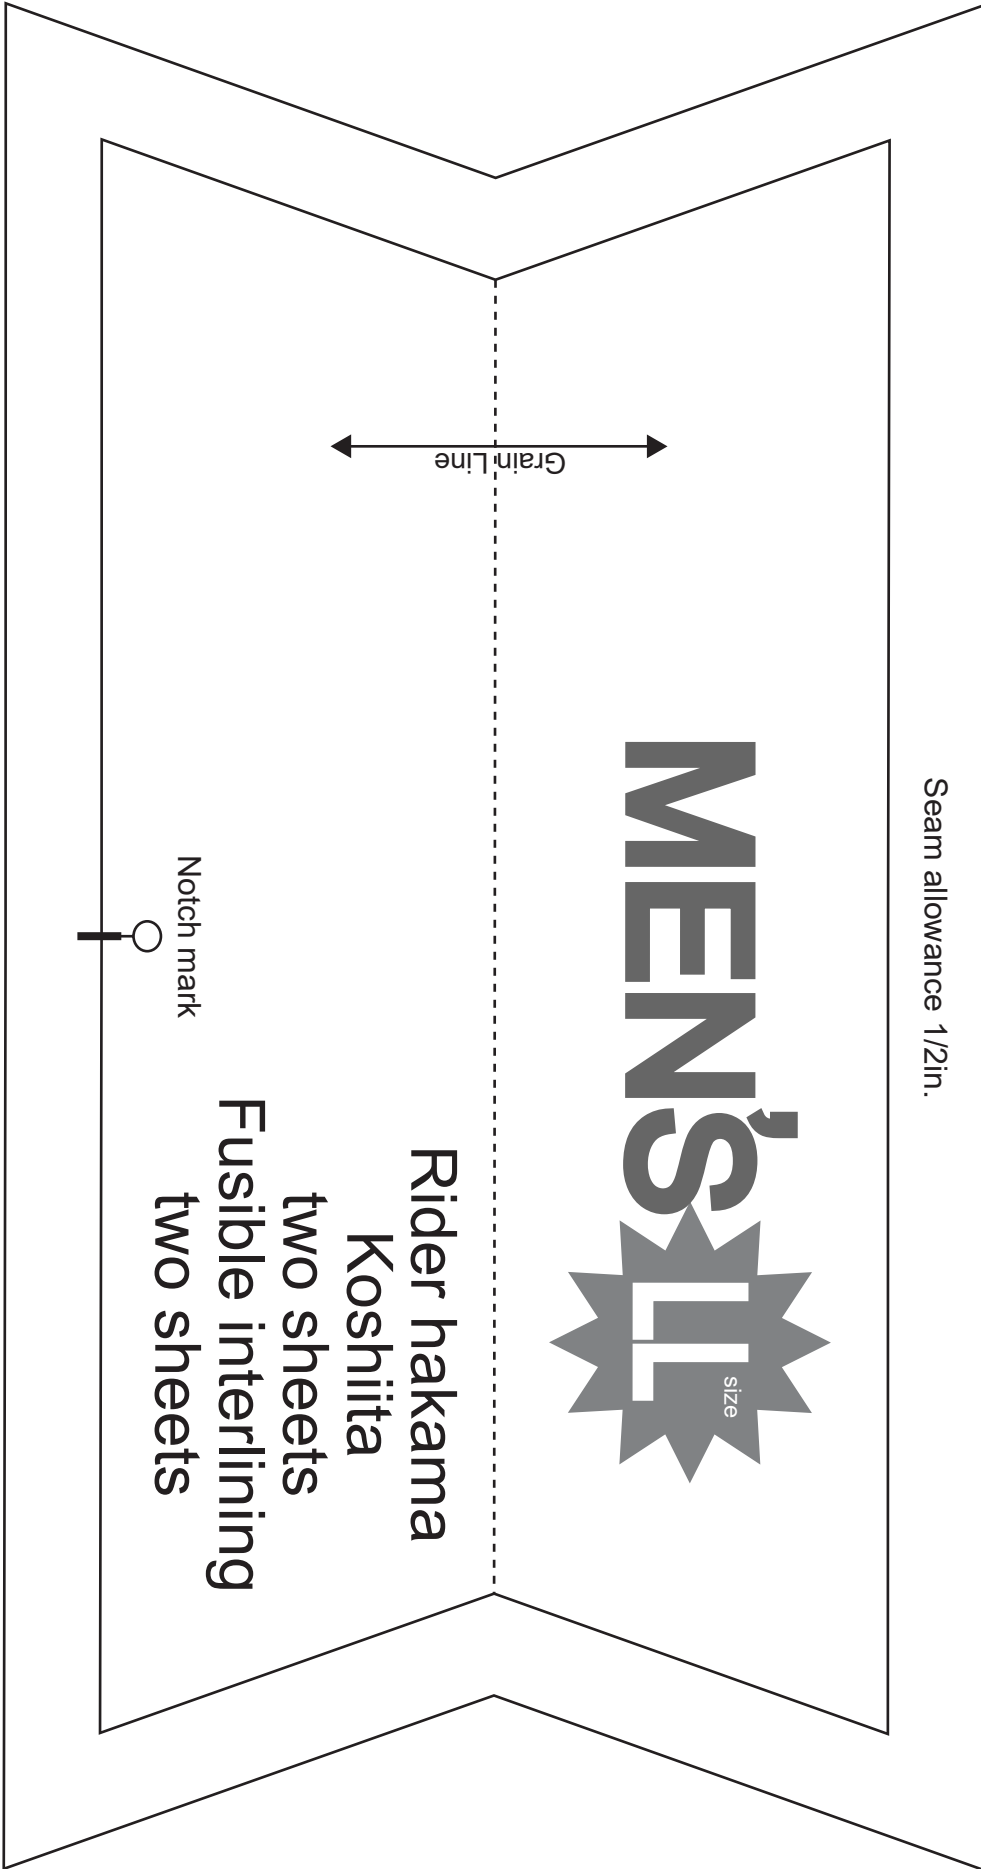 Seam allowance 1/2in.
MEN'S
LL
size
Rider hakama
Koshiita
two sheets
Fusible interlining
two sheets
Notch mark
Grain Line